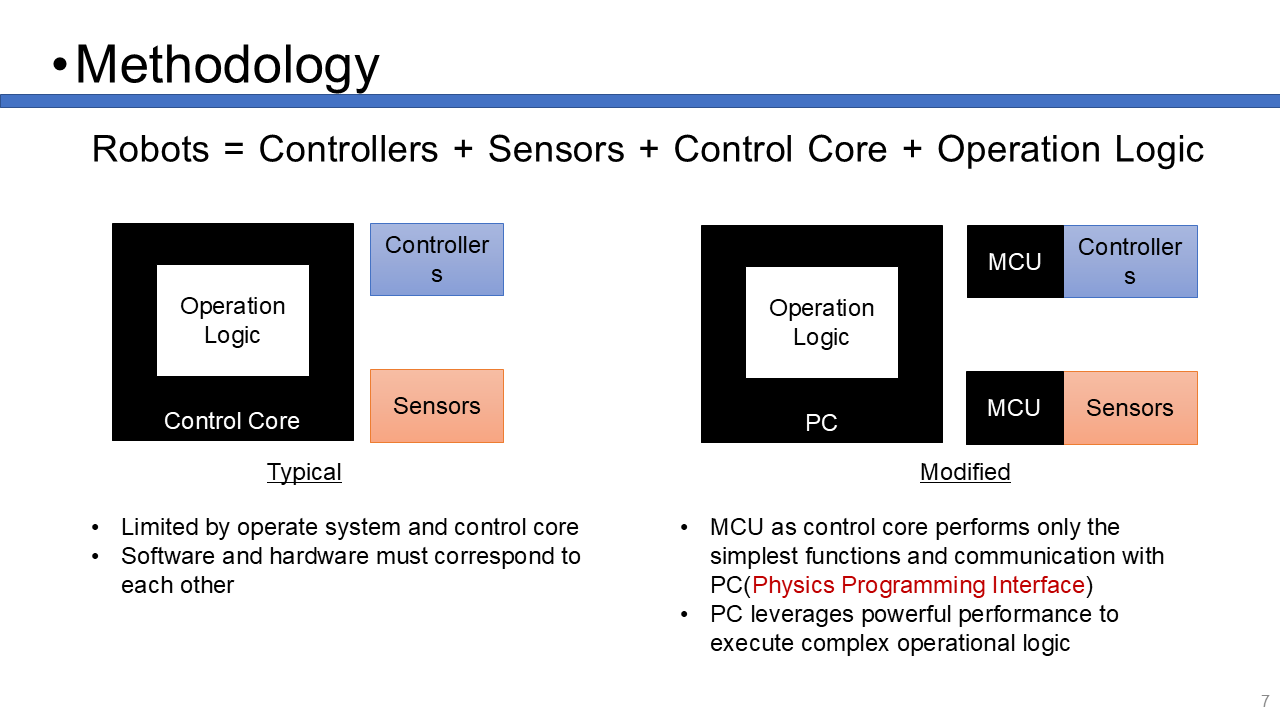 •Methodology
Robots = Controllers + Sensors + Control Core + Operation Logic
Operation
Logic
Control Core
Controller
s
Sensors
Typical
• Limited by operate system and control core
• Software and hardware must correspond to
each other
Operation
Logic
PC
MCU
Controller
s
MCU
Sensors
Modified
• MCU as control core performs only the
simplest functions and communication with
PC(Physics Programming Interface)
• PC leverages powerful performance to
execute complex operational logic
7